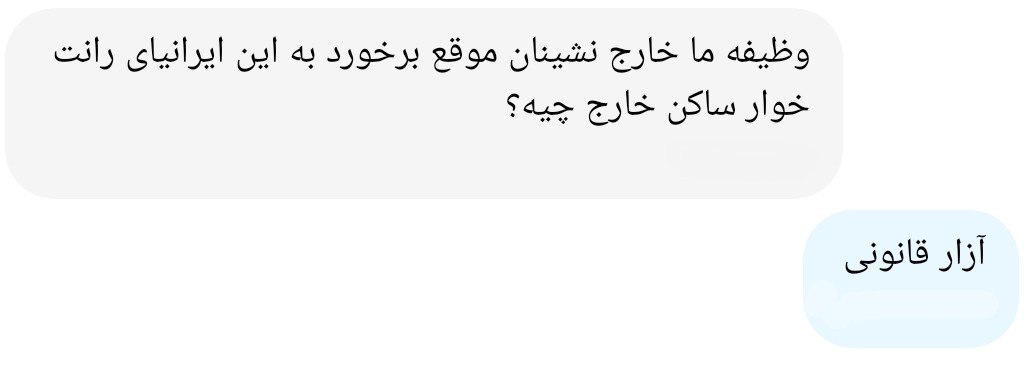 وظیفه ما خارج نشینان موقع برخورد به این ایرانیای رانت
خوار ساکن خارج چیه؟
آزار قانونی